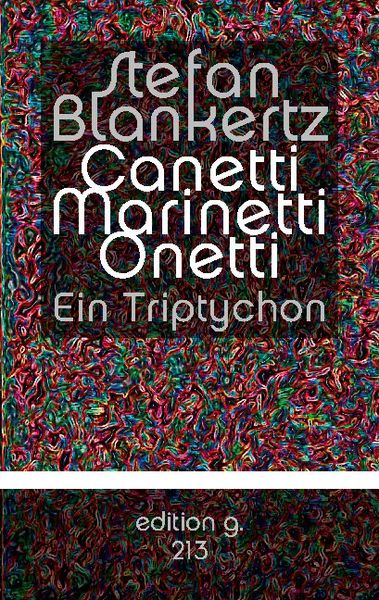 Stefan
Blankertz
Canetti
Marinetti
Onetti
Ein Triptychon
edition g.
213